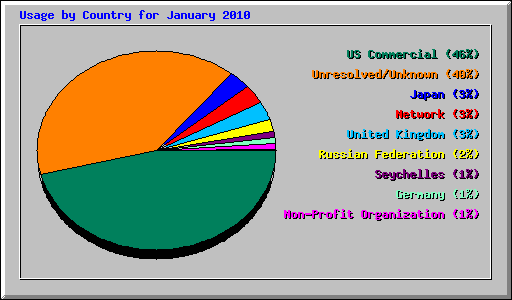 Usage by Country for January 2010
US Commercial (46%)
Unresolved/Unknown (40%)
Japan (3%)
Network (3%)
United Kingdom (3%)
Russian Federation (2%)
Seychelles (1%)
Germany (1%)
Non-Profit Organization (1%)